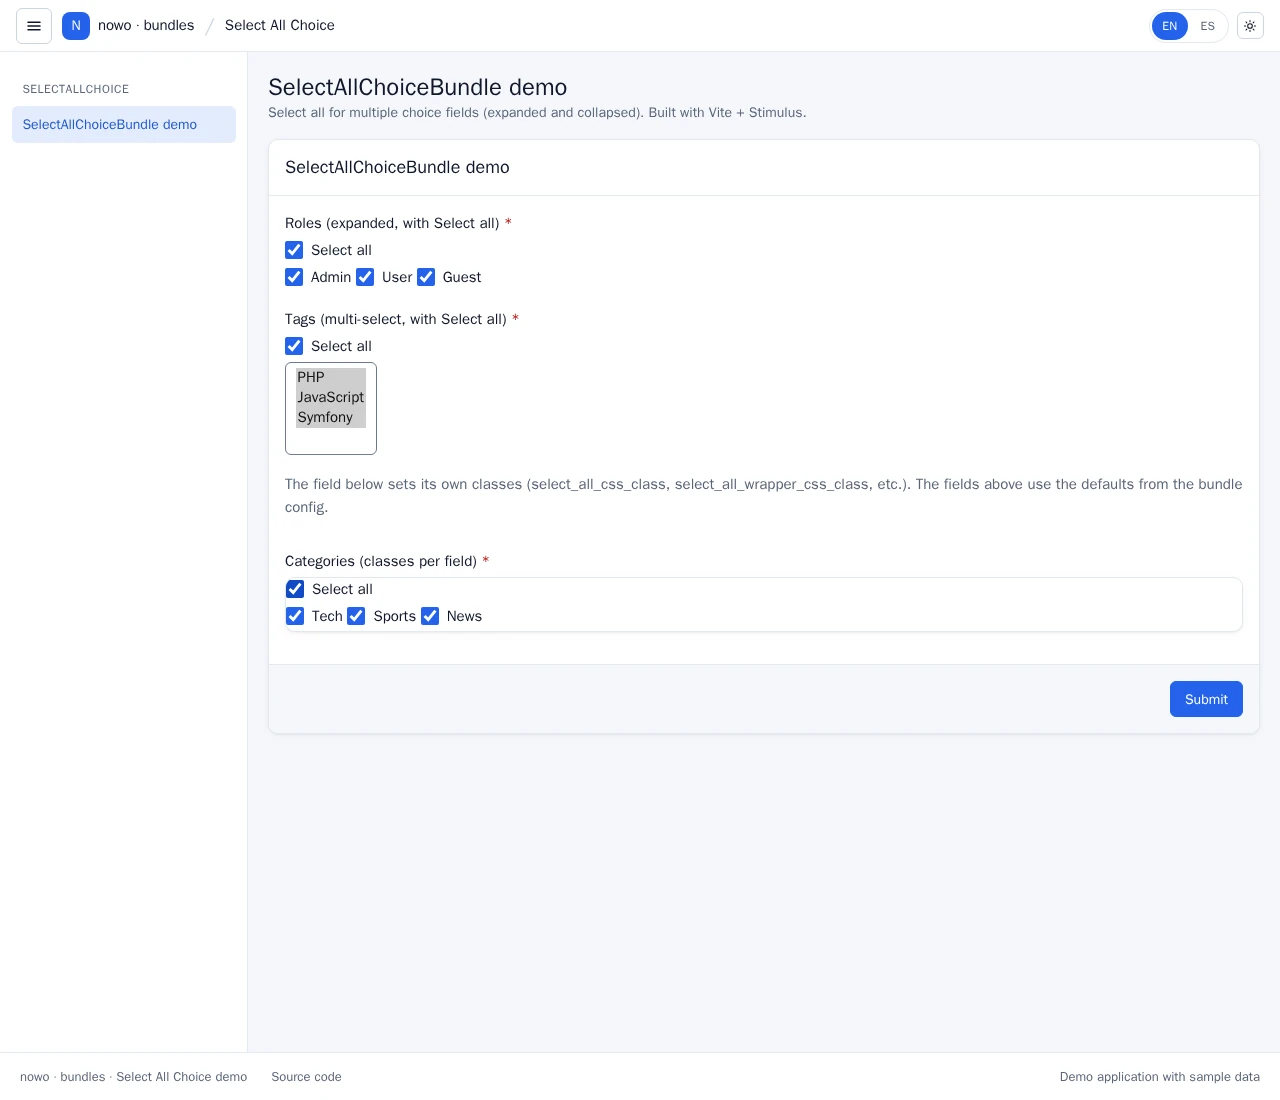 N nowo · bundles / Select All Choice
EN ES
SELECTALLCHOICE
SelectAllChoiceBundle demo
SelectAllChoiceBundle demo
Select all for multiple choice fields (expanded and collapsed). Built with Vite + Stimulus.
SelectAllChoiceBundle demo
Roles (expanded, with Select all) *
Select all
Admin User Guest
Tags (multi-select, with Select all) *
Select all
PHP
JavaScript
Symfony
The field below sets its own classes (select_all_css_class, select_all_wrapper_css_class, etc.). The fields above use the defaults from the bundle
config.
Categories (classes per field) *
Select all
Tech Sports News
Submit
nowo · bundles · Select All Choice demo Source code Demo application with sample data